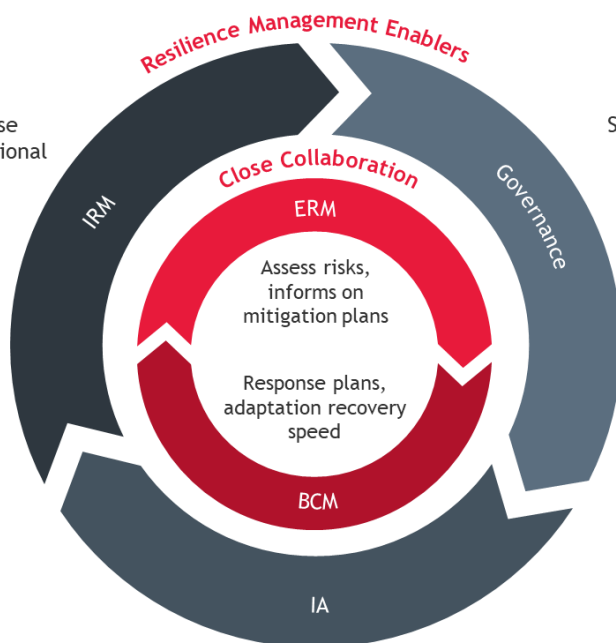 Resilience Management Enablers
Close Collaboration
IRM
Governance
ERM
Assess risks,
informs on
mitigation plans
Response plans,
adaptation recovery
speed
BCM
IA